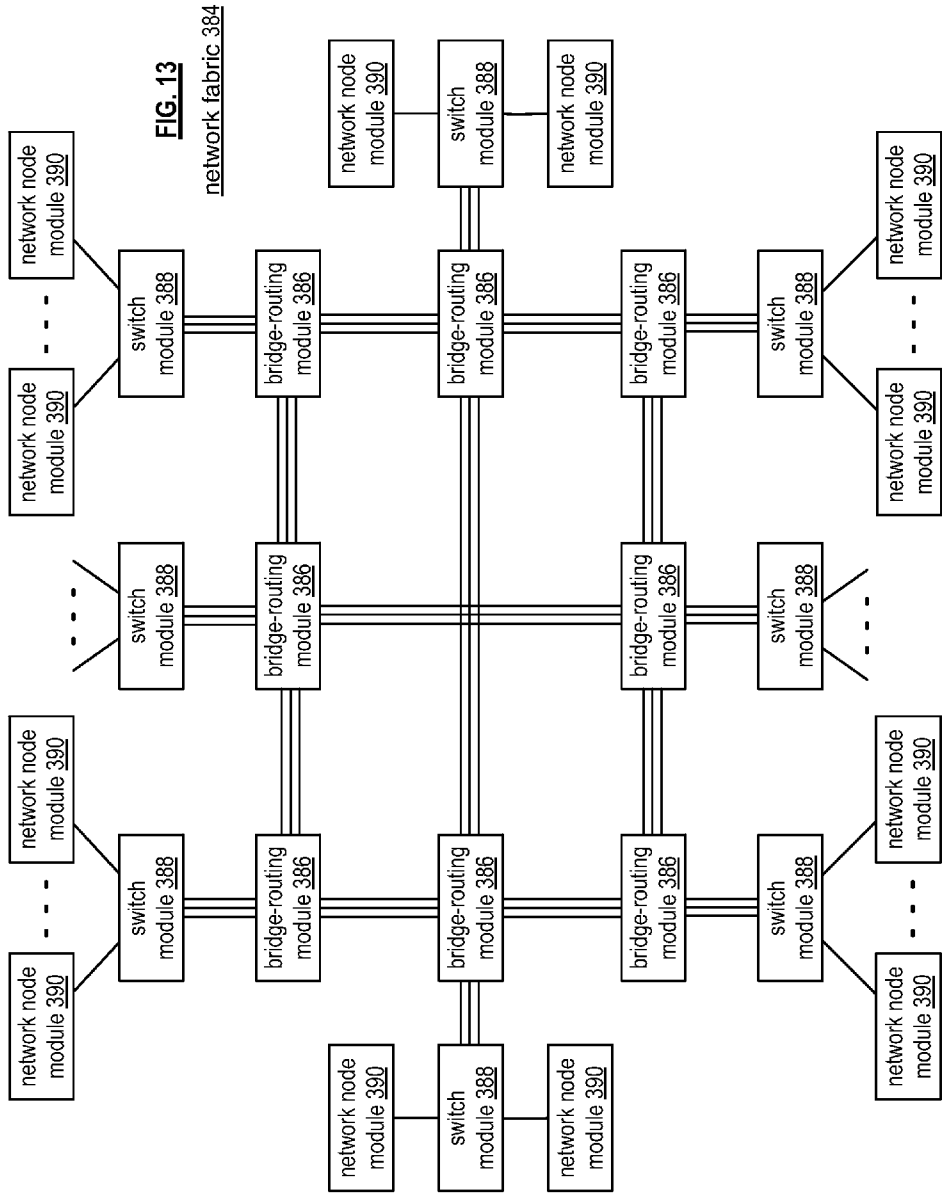 network node
module 390
network node
module 390
network node
module 390
network node
module 390
FIG. 13
network fabric 384
switch
module 388
switch
module 388
switch
module 388
bridge-routing
module 386
bridge-routing
module 386
bridge-routing
module 386
network node
module 390
network node
module 390
switch
module 388
bridge-routing
module 386
bridge-routing
module 386
switch
module 388
network node
module 390
network node
module 390
bridge-routing
module 386
bridge-routing
module 386
bridge-routing
module 386
switch
module 388
switch
module 388
switch
module 388
network node
module 390
network node
module 390
network node
module 390
network node
module 390